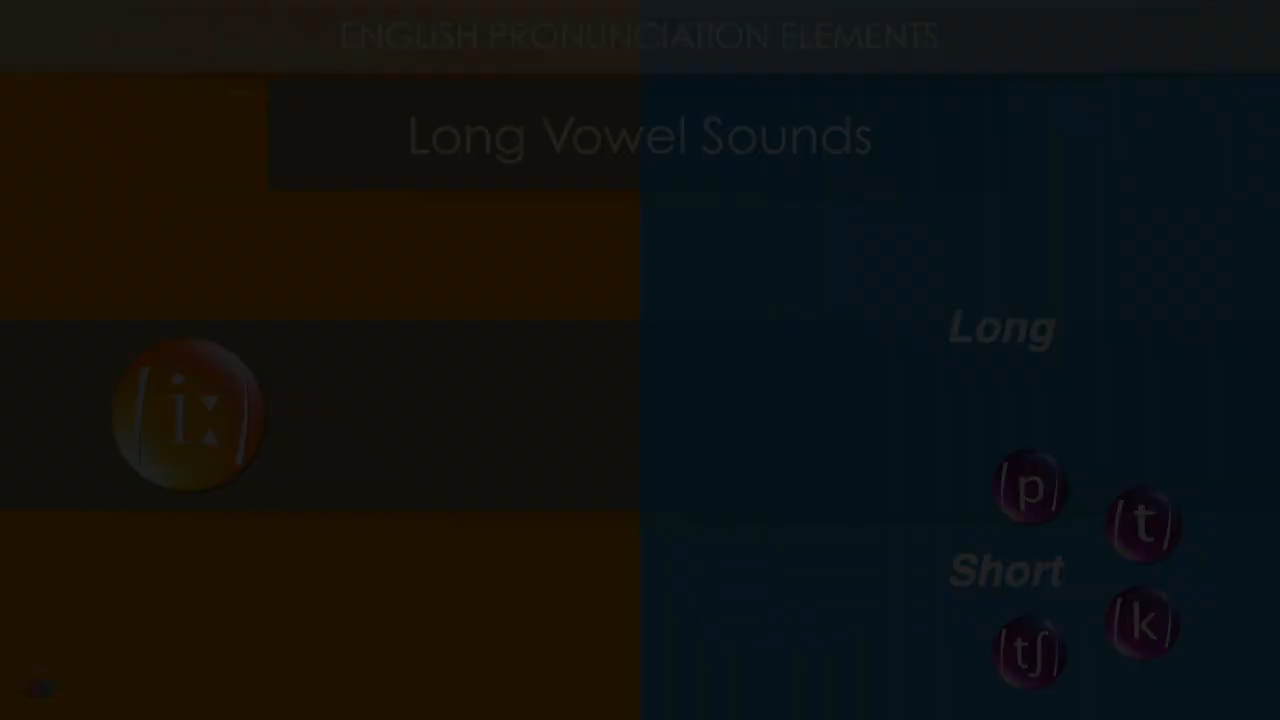 ENGLISH PRONUNCIATION ELEMENTS
Long Vowel Sounds
Long
/iː/
/p/
/t/
Short
/k/
/tʃ/